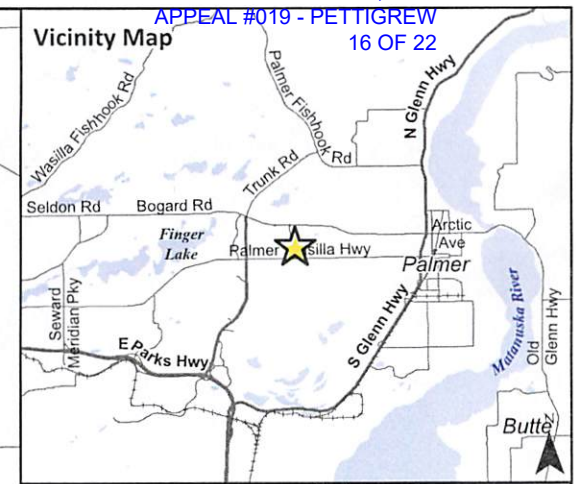 APPEAL #019 - PETTIGREW
16 OF 22
Vicinity Map
Wasilla Fishhook Rd
Palmer Fishhook
Rd
N Glenn Hwy
Trunk Rd
Seldon Rd
Bogard Rd
Finger
Lake
Arctic
Ave
Palmer
silla Hwy
Palmer
Seward
Meridian Pky
E Parks Hwy
S Glenn Hwy
Matanuska River
Old
Glenn Hwy
Butte